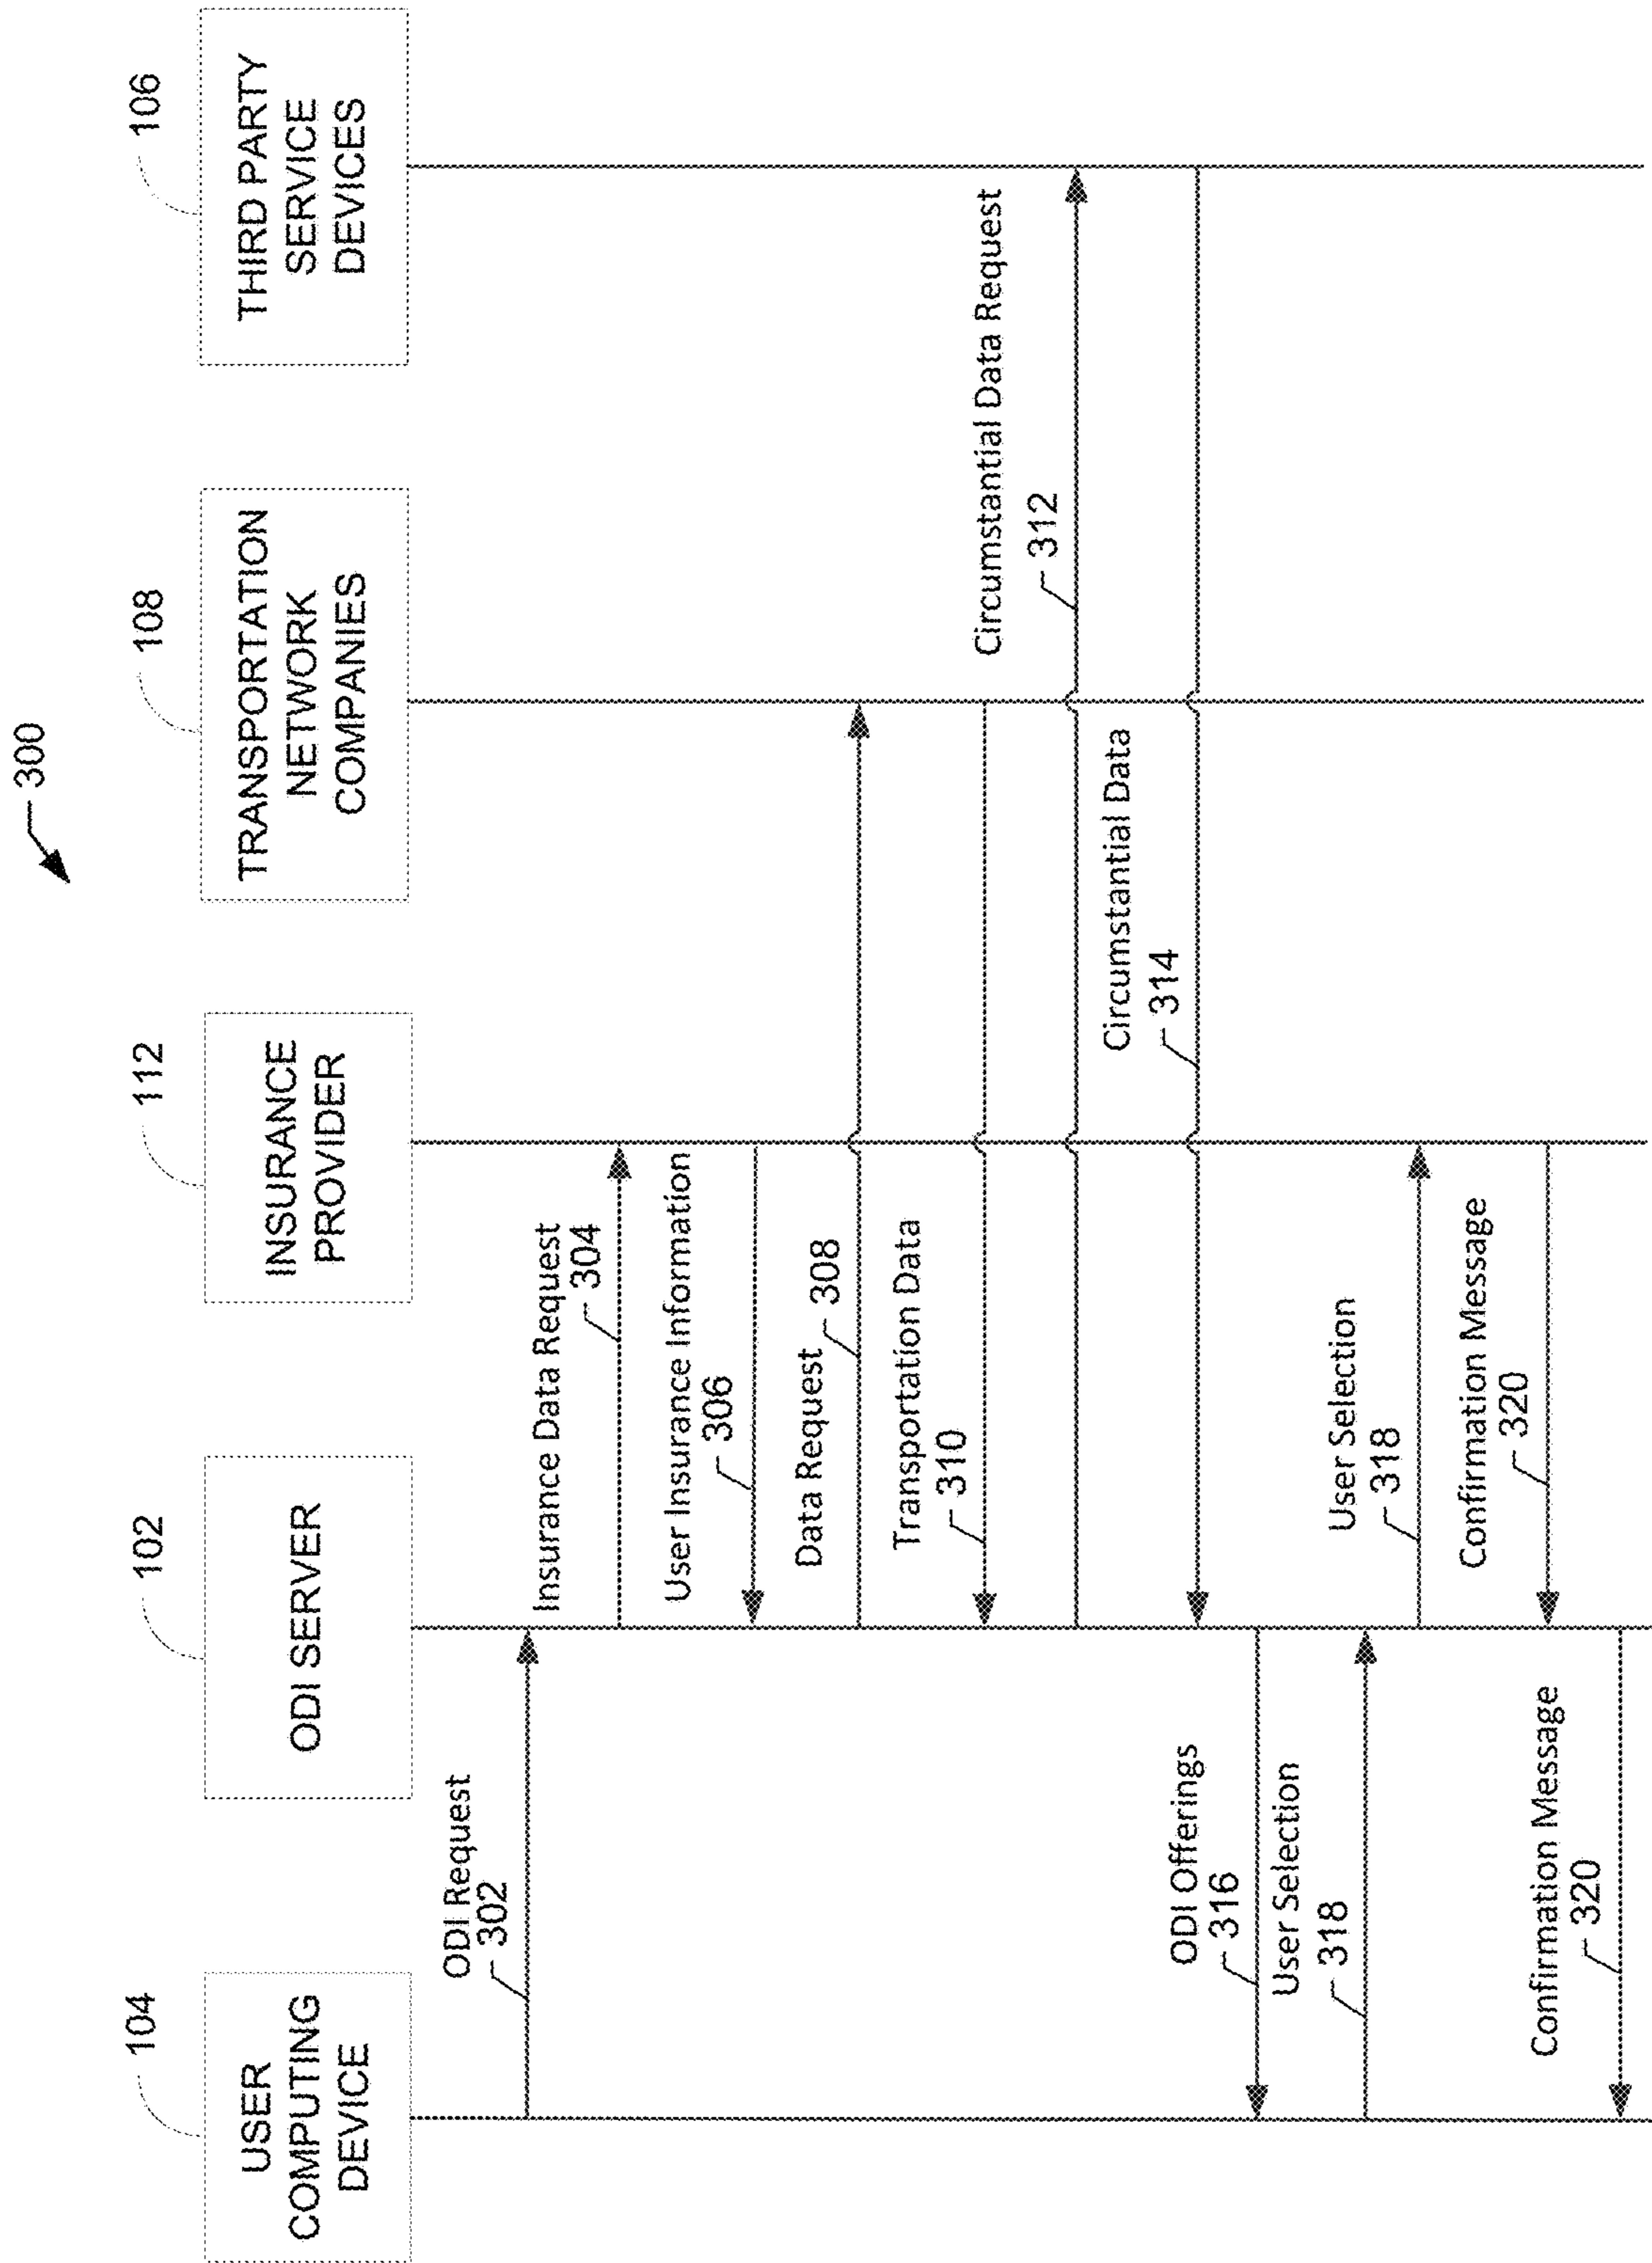 300
104
USER
COMPUTING
DEVICE
102
ODI SERVER
112
INSURANCE
PROVIDER
108
TRANSPORTATION
NETWORK
COMPANIES
106
THIRD PARTY
SERVICE
DEVICES
ODI Request
302
Insurance Data Request
304
User Insurance Information
306
Data Request
308
Transportation Data
310
Circumstantial Data Request
312
Circumstantial Data
314
ODI Offerings
316
User Selection
318
User Selection
318
Confirmation Message
320
Confirmation Message
320